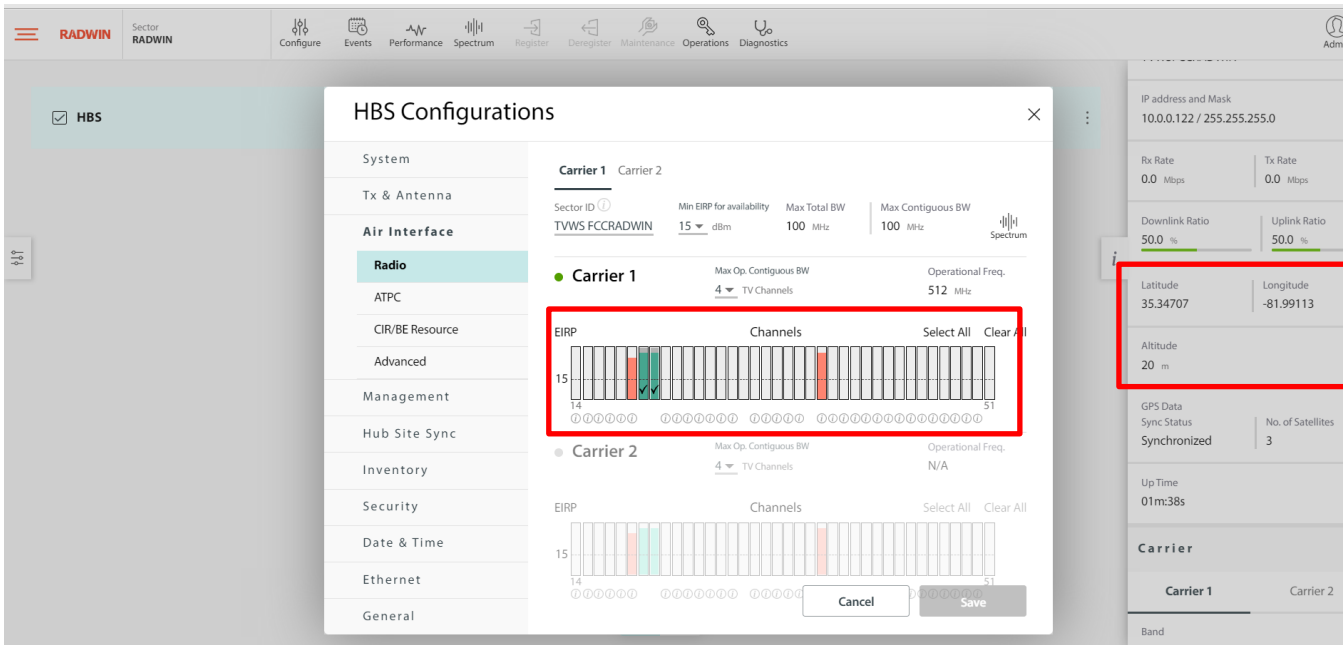 RADWIN
Sector
RADWIN
Configure
Events
Performance
Spectrum
Register
Deregister
Maintenance
Operations
Diagnostics
HBS
HBS Configurations
System
Tx & Antenna
Air Interface
Radio
ATPC
CIR/BE Resource
Advanced
Management
Hub Site Sync
Inventory
Security
Date & Time
Ethernet
General
Carrier 1 Carrier 2
Sector ID
TVWS FCCRADWIN
Min EIRP for availability
15 dBm
Max Total BW
100 MHz
Max Contiguous BW
100 MHz
Spectrum
Carrier 1
Max Op. Contiguous BW
4 TV Channels
Operational Freq.
512 MHz
EIRP Channels Select All Clear All
15
14 51
Carrier 2
Max Op. Contiguous BW
4 TV Channels
Operational Freq.
N/A
EIRP Channels Select All Clear All
15
14 51
Cancel Save
IP address and Mask
10.0.0.122 / 255.255.255.0
Rx Rate
0.0 Mbps
Tx Rate
0.0 Mbps
Downlink Ratio
50.0 %
Uplink Ratio
50.0 %
i
Latitude
35.34707
Longitude
-81.99113
Altitude
20 m
GPS Data
Sync Status
Synchronized
No. of Satellites
3
Up Time
01m:38s
Carrier
Carrier 1 Carrier 2
Band